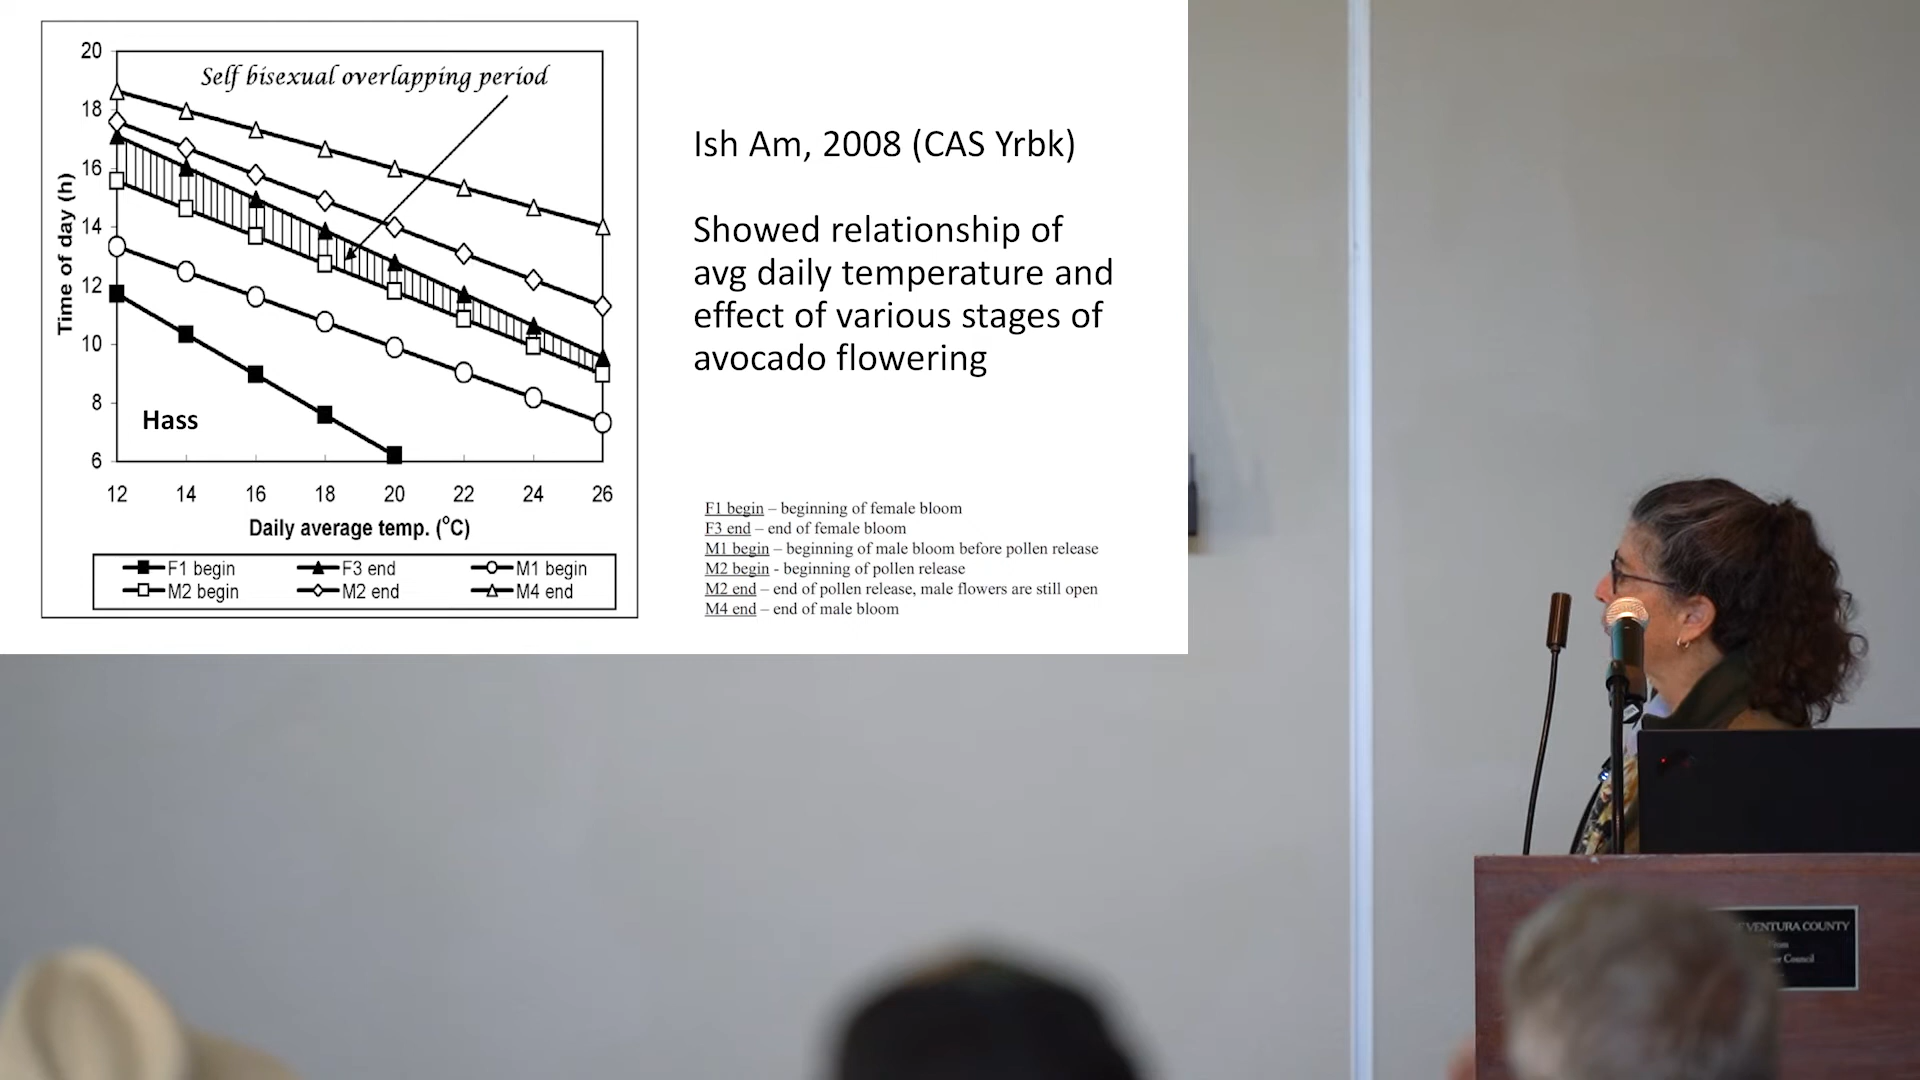 20
Self bisexual overlapping period
18
16
14
12
10
8
6
Time of day (h)
Hass
12 14 16 18 20 22 24 26
Daily average temp. (°C)
F1 begin F3 end M1 begin
M2 begin M2 end M4 end
Ish Am, 2008 (CAS Yrbk)
Showed relationship of
avg daily temperature and
effect of various stages of
avocado flowering
F1 begin – beginning of female bloom
F3 end – end of female bloom
M1 begin – beginning of male bloom before pollen release
M2 begin - beginning of pollen release
M2 end – end of pollen release, male flowers are still open
M4 end – end of male bloom
VENTURA COUNTY
From
Council